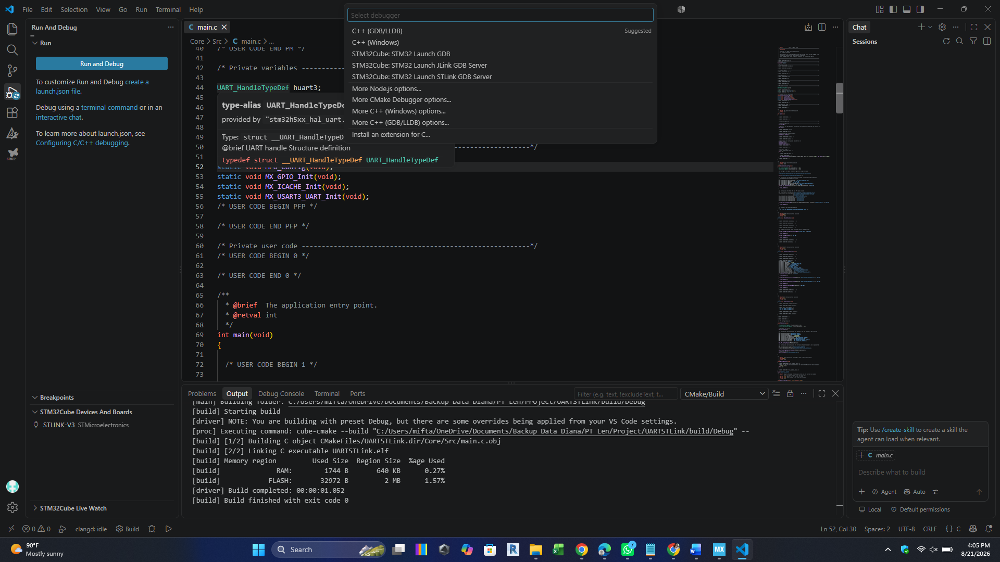 File Edit Selection View Go Run Terminal Help
Select debugger
C++ (GDB/LLDB) Suggested
C++ (Windows)
STM32Cube: STM32 Launch GDB
STM32Cube: STM32 Launch JLink GDB Server
STM32Cube: STM32 Launch STLink GDB Server
More Node.js options...
More CMake Debugger options...
More C++ (Windows) options...
More C++ (GDB/LLDB) options...
Install an extension for C...
Run And Debug
Run
Run and Debug
To customize Run and Debug create a
launch.json file.
Debug using a terminal command or in an
interactive chat.
To learn more about launch.json, see
Configuring C/C++ debugging.
STM32
Breakpoints
STM32Cube Devices And Boards
STLINK-V3 STMicroelectronics
STM32Cube Live Watch
C main.c
Core > Src > C main.c > ...
40 /* USER CODE END PM */
41
42 /* Private variables ------------
43
44 UART_HandleTypeDef huart3;
45
46
47
48
49
50 -------------------*/
51
52 static void MPU_Config(void);
53 static void MX_GPIO_Init(void);
54 static void MX_ICACHE_Init(void);
55 static void MX_USART3_UART_Init(void);
56 /* USER CODE BEGIN PFP */
57
58 /* USER CODE END PFP */
59
60 /* Private user code ---------------------------------------------------------*/
61 /* USER CODE BEGIN 0 */
62
63 /* USER CODE END 0 */
64
65 /**
66 * @brief The application entry point.
67 * @retval int
68 */
69 int main(void)
70 {
71
72 /* USER CODE BEGIN 1 */
73
type-alias UART_HandleTypeDe
provided by "stm32h5xx_hal_uart.
Type: struct __UART_HandleTypeD
@brief UART handle Structure definition
typedef struct __UART_HandleTypeDef UART_HandleTypeDef
Problems Output Debug Console Terminal Ports
Filter (e.g. text, !excludeText, t...
CMake/Build
[main] Building folder: C:/Users/mifta/OneDrive/Documents/Backup Data Diana/PT Len/Project/UARTSTLink/build/Debug
[build] Starting build
[driver] NOTE: You are building with preset Debug, but there are some overrides being applied from your VS Code settings.
[proc] Executing command: cube-cmake --build "C:/Users/mifta/OneDrive/Documents/Backup Data Diana/PT Len/Project/UARTSTLink/build/Debug" --
[build] [1/2] Building C object CMakeFiles/UARTSTLink.dir/Core/Src/main.c.obj
[build] [2/2] Linking C executable UARTSTLink.elf
[build] Memory region Used Size Region Size %age Used
[build] RAM: 1744 B 640 KB 0.27%
[build] FLASH: 32972 B 2 MB 1.57%
[driver] Build completed: 00:00:01.052
[build] Build finished with exit code 0
Chat
Sessions
Tip: Use /create-skill to create a skill the
agent can load when relevant.
C main.c
Describe what to build
Agent Auto
Local Default permissions
0 0 clangd: idle Build
Ln 52, Col 30 Spaces: 2 UTF-8 CRLF {} C
90°F
Mostly sunny
Search
7
MX
4:05 PM
8/21/2026